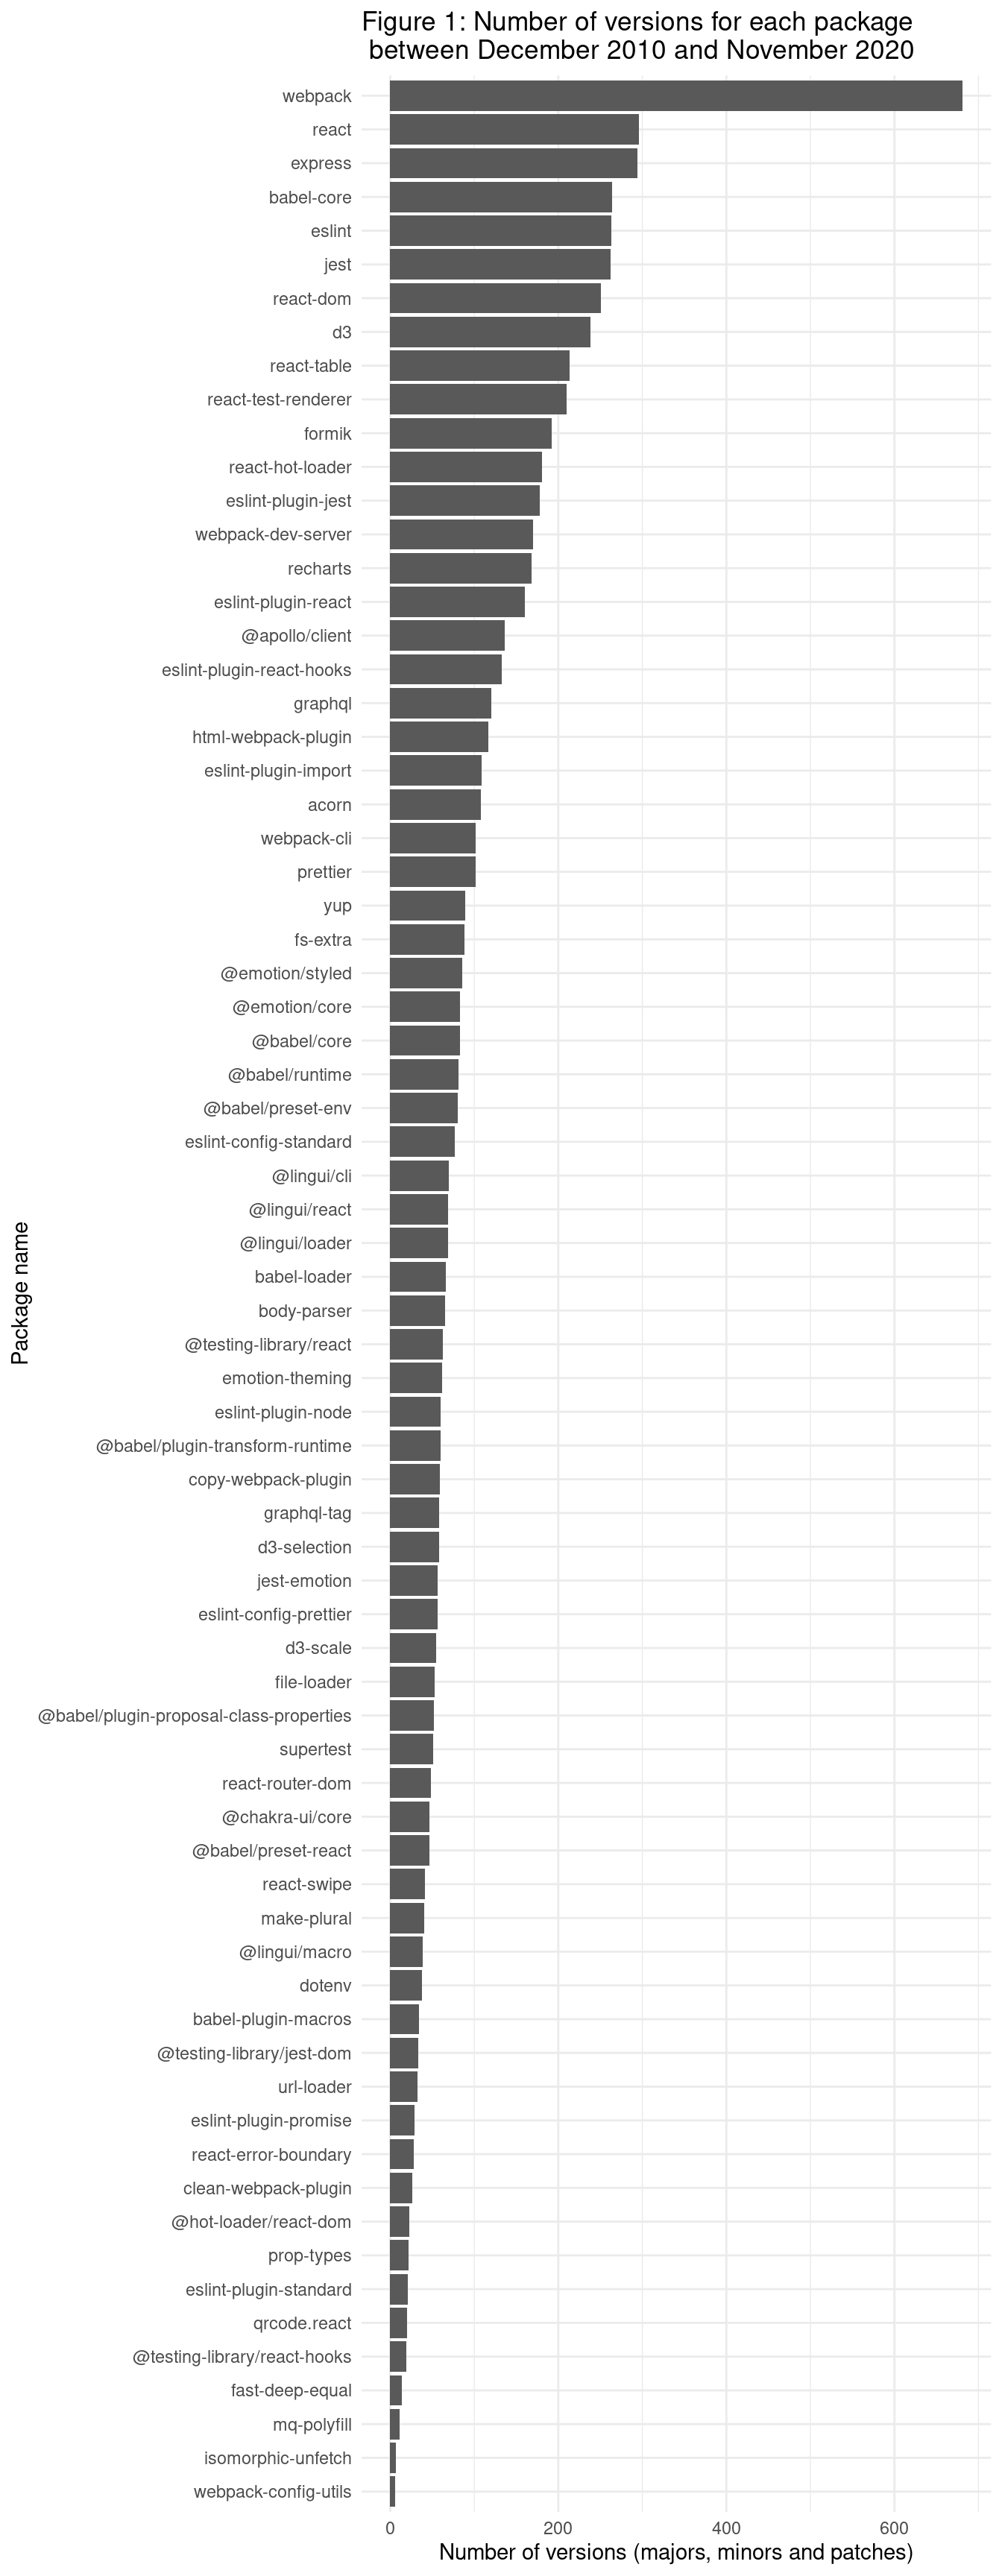 Figure 1: Number of versions for each package
between December 2010 and November 2020
webpack
react
express
babel-core
eslint
jest
react-dom
d3
react-table
react-test-renderer
formik
react-hot-loader
eslint-plugin-jest
webpack-dev-server
recharts
eslint-plugin-react
@apollo/client
eslint-plugin-react-hooks
graphql
html-webpack-plugin
eslint-plugin-import
acorn
webpack-cli
prettier
yup
fs-extra
@emotion/styled
@emotion/core
@babel/core
@babel/runtime
@babel/preset-env
eslint-config-standard
@lingui/cli
@lingui/react
@lingui/loader
babel-loader
body-parser
@testing-library/react
emotion-theming
eslint-plugin-node
@babel/plugin-transform-runtime
copy-webpack-plugin
graphql-tag
d3-selection
jest-emotion
eslint-config-prettier
d3-scale
file-loader
@babel/plugin-proposal-class-properties
supertest
react-router-dom
@chakra-ui/core
@babel/preset-react
react-swipe
make-plural
@lingui/macro
dotenv
babel-plugin-macros
@testing-library/jest-dom
url-loader
eslint-plugin-promise
react-error-boundary
clean-webpack-plugin
@hot-loader/react-dom
prop-types
eslint-plugin-standard
qrcode.react
@testing-library/react-hooks
fast-deep-equal
mq-polyfill
isomorphic-unfetch
webpack-config-utils
Package name
0 200 400 600
Number of versions (majors, minors and patches)